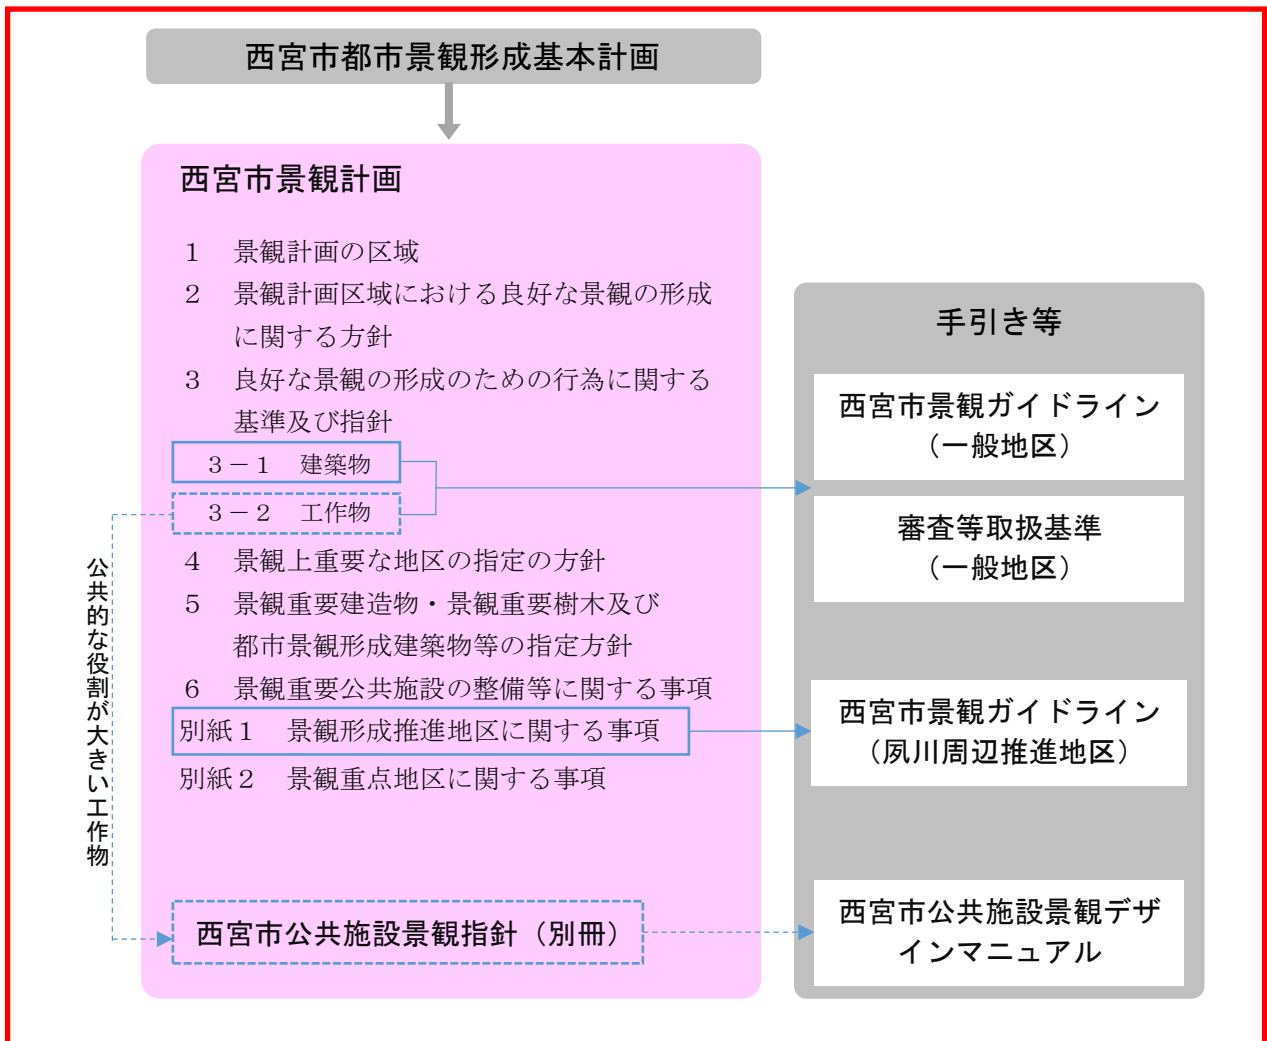 西宮市都市景観形成基本計画
西宮市景観計画
１　景観計画の区域
２　景観計画区域における良好な景観の形成
に関する方針
３　良好な景観の形成のための行為に関する
基準及び指針
３－１　建築物
３－２　工作物
４　景観上重要な地区の指定の方針
５　景観重要建造物・景観重要樹木及び
都市景観形成建築物等の指定方針
６　景観重要公共施設の整備等に関する事項
別紙１　景観形成推進地区に関する事項
別紙２　景観重点地区に関する事項
公共的な役割が大きい工作物
西宮市公共施設景観指針（別冊）
手引き等
西宮市景観ガイドライン
（一般地区）
審査等取扱基準
（一般地区）
西宮市景観ガイドライン
（夙川周辺推進地区）
西宮市公共施設景観デザ
インマニュアル